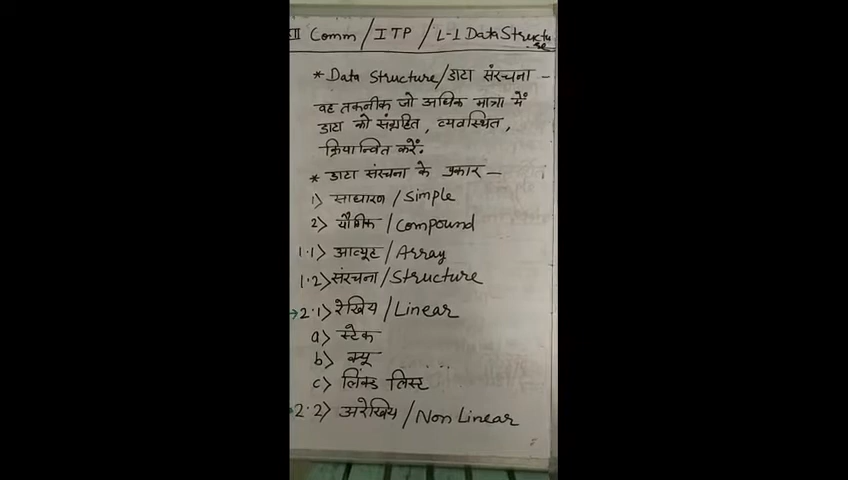 III Comm / ITP / L-1 Data Structure
* Data Structure/डाटा संरचना -
वह तकनीक जो अधिक मात्रा में
डाटा को संग्रहित, व्यवस्थित,
क्रियान्वित करें.
* डाटा संरचना के प्रकार -
1) साधारण / Simple
2) यौगिक / Compound
1.1) आव्यूह / Array
1.2) संरचना / Structure
→2.1) रेखिय / Linear
a) स्टेक
b) क्यू
c) लिंक्ड लिस्ट
2.2) अरेखिय / Non Linear